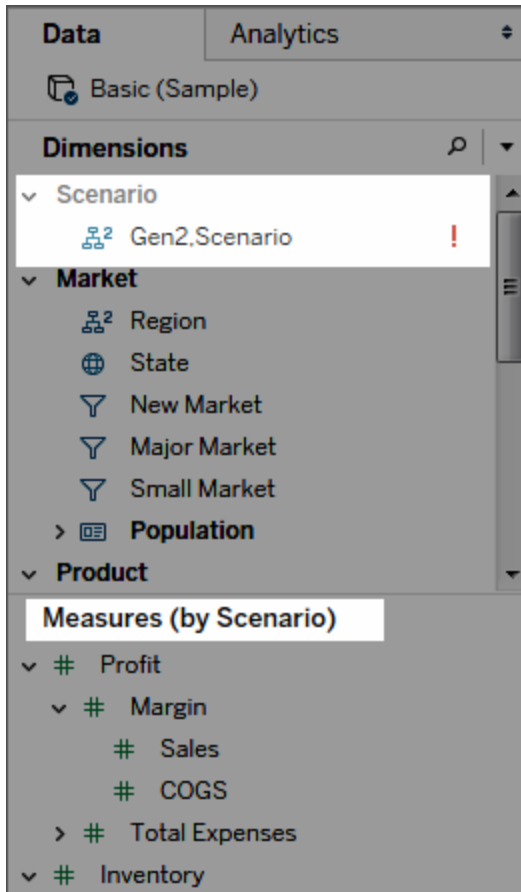 Data Analytics
Basic (Sample)
Dimensions
Scenario
Gen2,Scenario !
Market
Region
State
New Market
Major Market
Small Market
Population
Product
Measures (by Scenario)
# Profit
# Margin
# Sales
# COGS
# Total Expenses
# Inventory